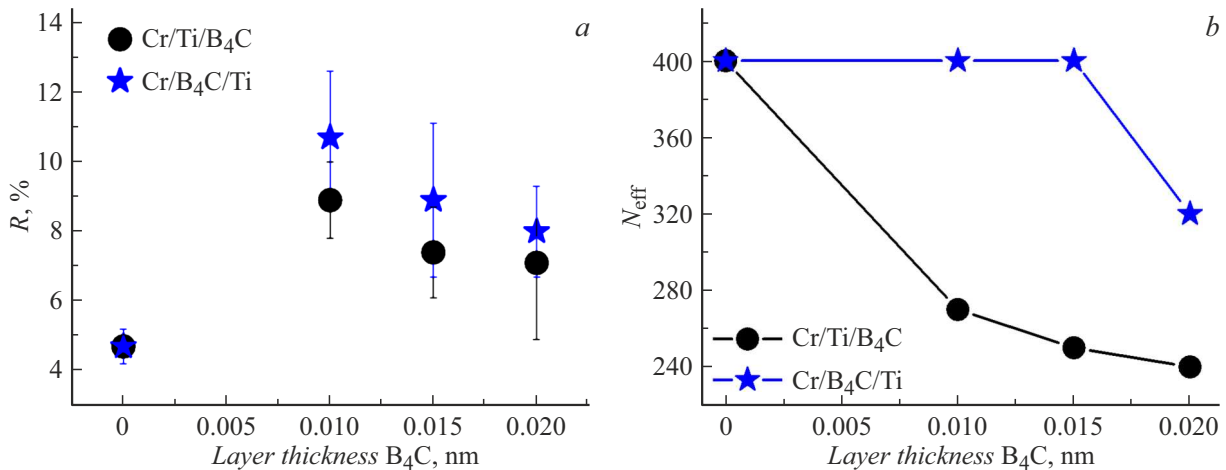 a
14
12
10
8
6
4
R, %
Cr/Ti/B₄C
Cr/B₄C/Ti
0 0.005 0.010 0.015 0.020
Layer thickness B₄C, nm
b
400
360
320
280
240
N_eff
Cr/Ti/B₄C
Cr/B₄C/Ti
0 0.005 0.010 0.015 0.020
Layer thickness B₄C, nm